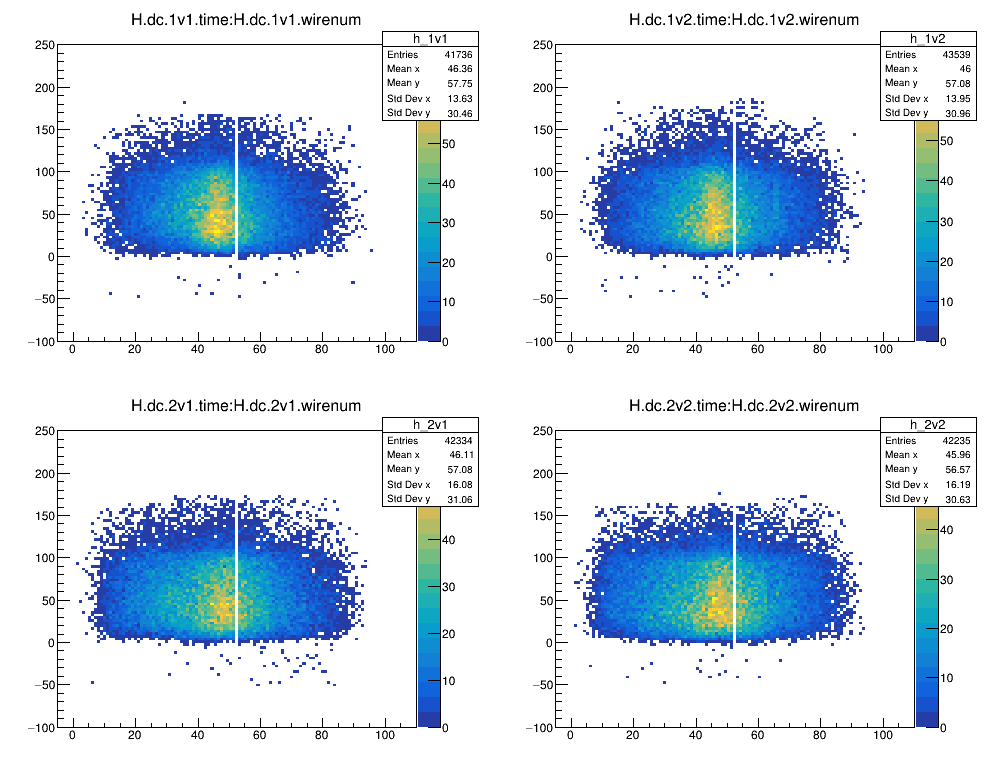 H.dc.1v1.time:H.dc.1v1.wirenum
h_1v1
Entries 41736
Mean x 46.36
Mean y 57.75
Std Dev x 13.63
Std Dev y 30.46
250
200
150
100
50
0
−50
−100
0 20 40 60 80 100
50
40
30
20
10
0
H.dc.1v2.time:H.dc.1v2.wirenum
h_1v2
Entries 43539
Mean x 46
Mean y 57.08
Std Dev x 13.95
Std Dev y 30.96
250
200
150
100
50
0
−50
−100
0 20 40 60 80 100
50
40
30
20
10
0
H.dc.2v1.time:H.dc.2v1.wirenum
h_2v1
Entries 42334
Mean x 46.11
Mean y 57.08
Std Dev x 16.08
Std Dev y 31.06
250
200
150
100
50
0
−50
−100
0 20 40 60 80 100
40
30
20
10
0
H.dc.2v2.time:H.dc.2v2.wirenum
h_2v2
Entries 42235
Mean x 45.96
Mean y 56.57
Std Dev x 16.19
Std Dev y 30.63
250
200
150
100
50
0
−50
−100
0 20 40 60 80 100
40
30
20
10
0